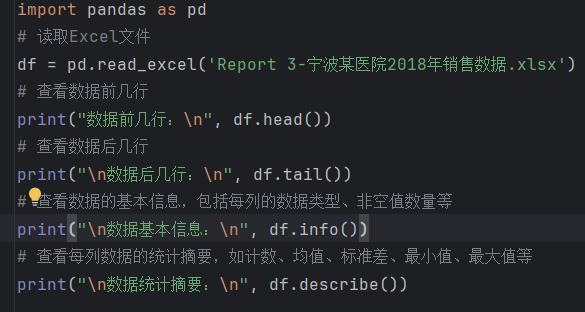 import pandas as pd
# 读取Excel文件
df = pd.read_excel('Report 3-宁波某医院2018年销售数据.xlsx')
# 查看数据前几行
print("数据前几行：\n", df.head())
# 查看数据后几行
print("\n数据后几行：\n", df.tail())
# 查看数据的基本信息，包括每列的数据类型、非空值数量等
print("\n数据基本信息：\n", df.info())
# 查看每列数据的统计摘要，如计数、均值、标准差、最小值、最大值等
print("\n数据统计摘要：\n", df.describe())